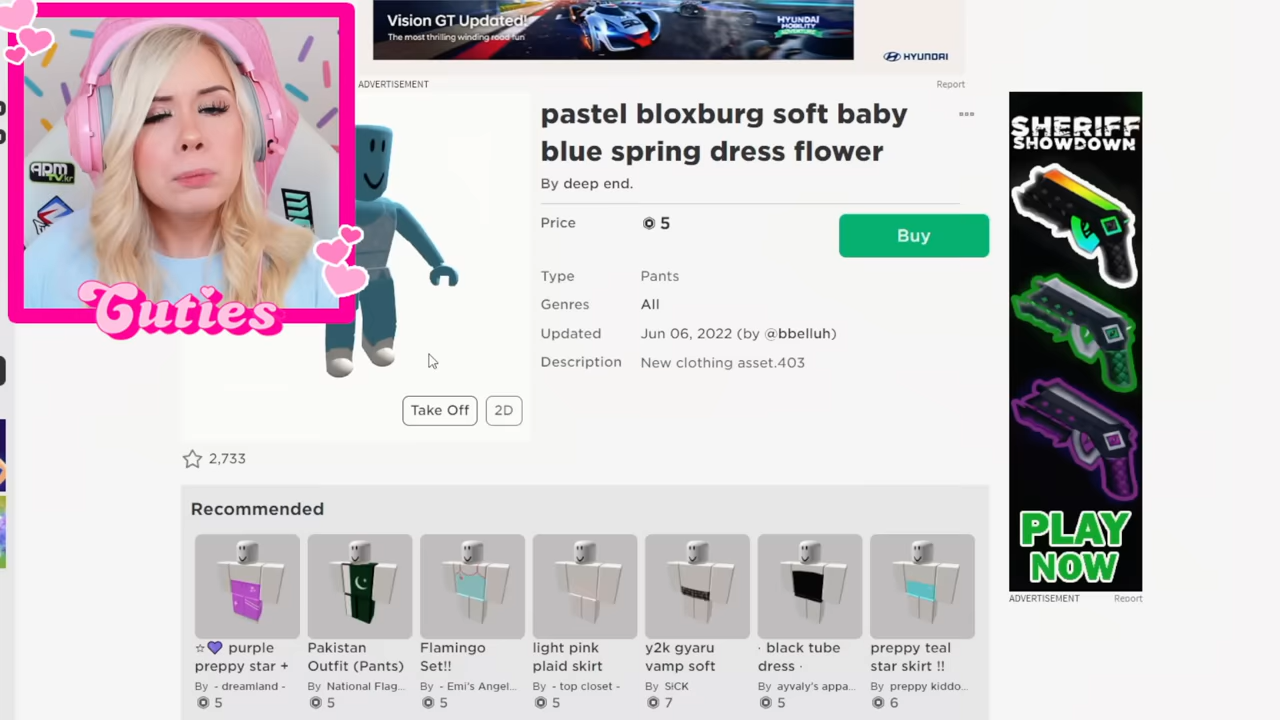 Vision GT Updated!
The most thrilling winding road fun
HYUNDAI
MOBILITY
ADVENTURE
HYUNDAI
ADVERTISEMENT
Report
Cuties
pastel bloxburg soft baby
blue spring dress flower
By deep end.
Price 5
Buy
Type Pants
Genres All
Updated Jun 06, 2022 (by @bbelluh)
Description New clothing asset.403
Take Off
2D
2,733
SHERIFF
SHOWDOWN
PLAY
NOW
ADVERTISEMENT
Report
Recommended
☆💜 purple
preppy star +
By - dreamland -
5
Pakistan
Outfit (Pants)
By National Flag...
5
Flamingo
Set!!
By - Emi's Angel...
5
light pink
plaid skirt
By - top closet -
5
y2k gyaru
vamp soft
By SiCK
7
· black tube
dress ·
By ayvaly's appa...
5
preppy teal
star skirt !!
By preppy kiddo...
6